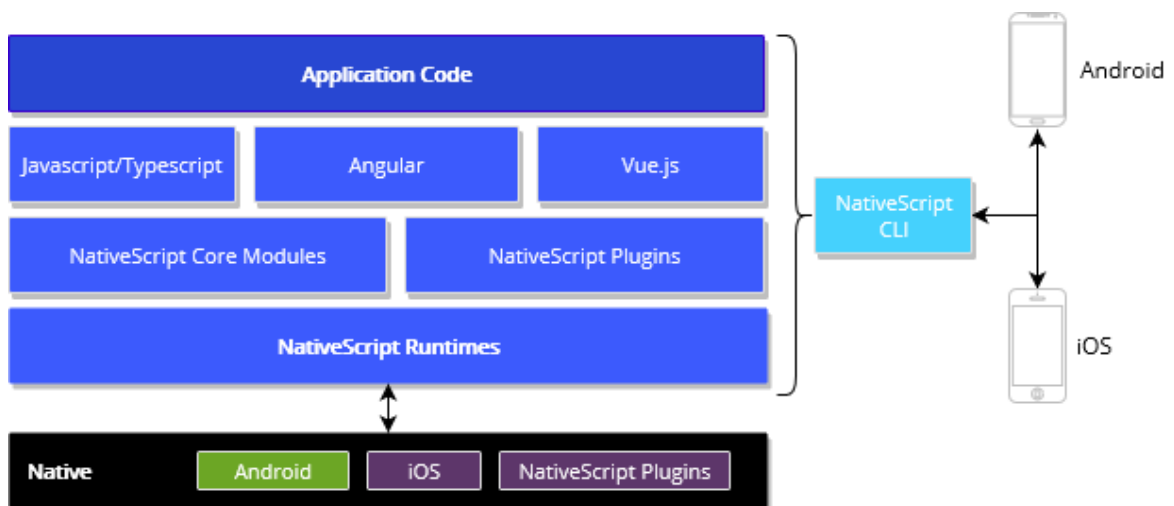 Application Code
Javascript/Typescript
Angular
Vue.js
NativeScript Core Modules
NativeScript Plugins
NativeScript Runtimes
Native
Android
iOS
NativeScript Plugins
NativeScript
CLI
Android
iOS